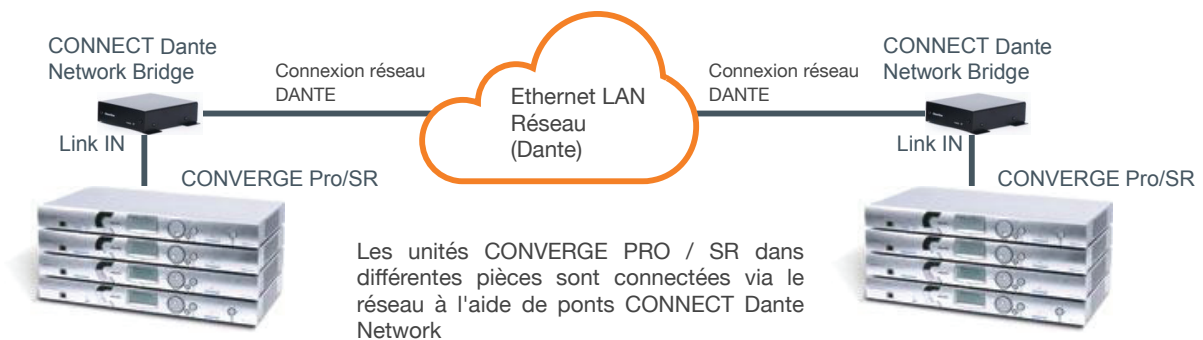 CONNECT Dante
Network Bridge
Connexion réseau
DANTE
Link IN
CONVERGE Pro/SR
Ethernet LAN
Réseau
(Dante)
Connexion réseau
DANTE
CONNECT Dante
Network Bridge
Link IN
CONVERGE Pro/SR
Les unités CONVERGE PRO / SR dans
différentes pièces sont connectées via le
réseau à l'aide de ponts CONNECT Dante
Network